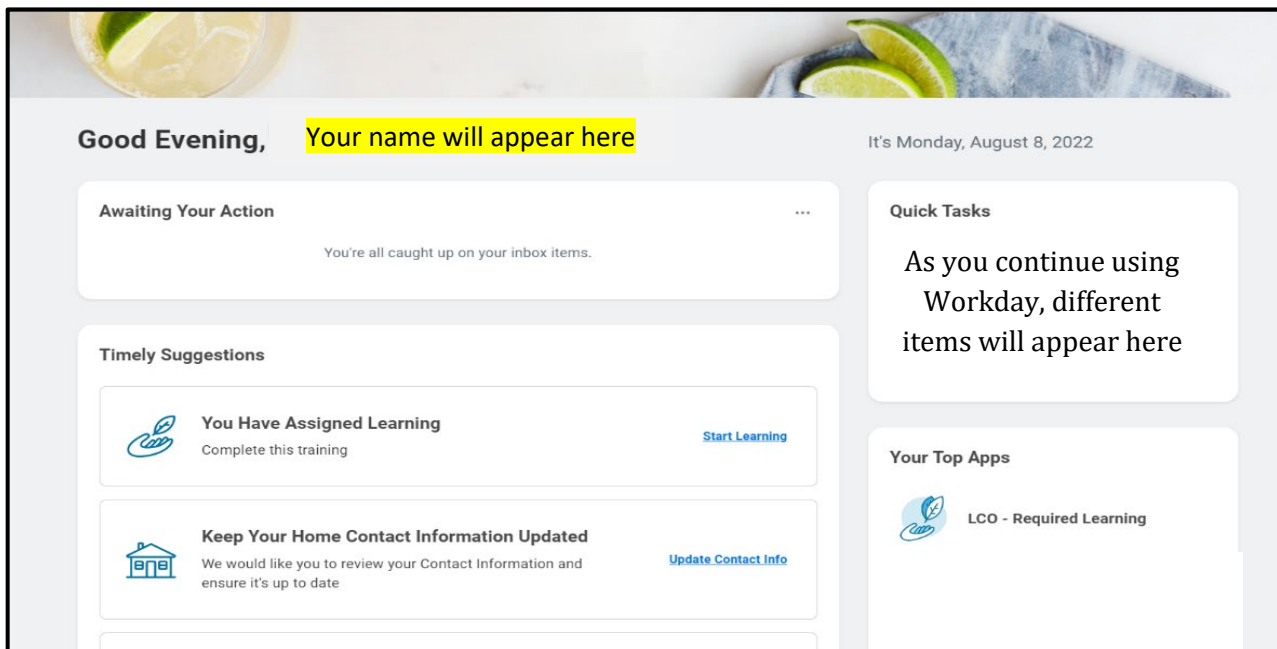 Good Evening, Your name will appear here
It's Monday, August 8, 2022
Awaiting Your Action
...
You're all caught up on your inbox items.
Quick Tasks
As you continue using
Workday, different
items will appear here
Timely Suggestions
You Have Assigned Learning
Complete this training
Start Learning
Keep Your Home Contact Information Updated
We would like you to review your Contact Information and
ensure it's up to date
Update Contact Info
Your Top Apps
LCO - Required Learning